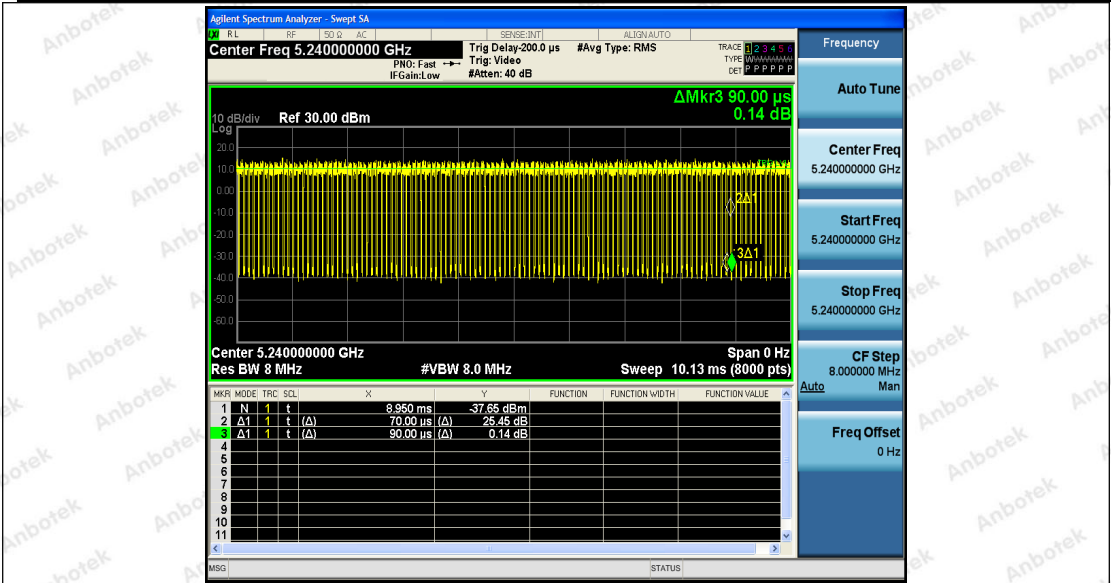 Agilent Spectrum Analyzer - Swept SA
RL RF 50 Ω AC SENSE:INT ALIGNAUTO
Center Freq 5.240000000 GHz
PNO: Fast
IFGain:Low
Trig Delay-200.0 µs
Trig: Video
#Atten: 40 dB
#Avg Type: RMS
TRACE 1 2 3 4 5 6
TYPE W
DET P P P P P P
ΔMkr3 90.00 µs
0.14 dB
10 dB/div Ref 30.00 dBm
Log
20.0
10.0
0.00
-10.0
-20.0
-30.0
-40.0
-50.0
-60.0
2Δ1
3Δ1
Center 5.240000000 GHz Span 0 Hz
Res BW 8 MHz #VBW 8.0 MHz Sweep 10.13 ms (8000 pts)
MKR MODE TRC SCL X Y FUNCTION FUNCTION WIDTH FUNCTION VALUE
1 N 1 t 8.950 ms -37.65 dBm
2 Δ1 1 t (Δ) 70.00 µs (Δ) 25.45 dB
3 Δ1 1 t (Δ) 90.00 µs (Δ) 0.14 dB
4
5
6
7
8
9
10
11
MSG STATUS
Frequency
Auto Tune
Center Freq
5.240000000 GHz
Start Freq
5.240000000 GHz
Stop Freq
5.240000000 GHz
CF Step
8.000000 MHz
Auto Man
Freq Offset
0 Hz
Anbotek